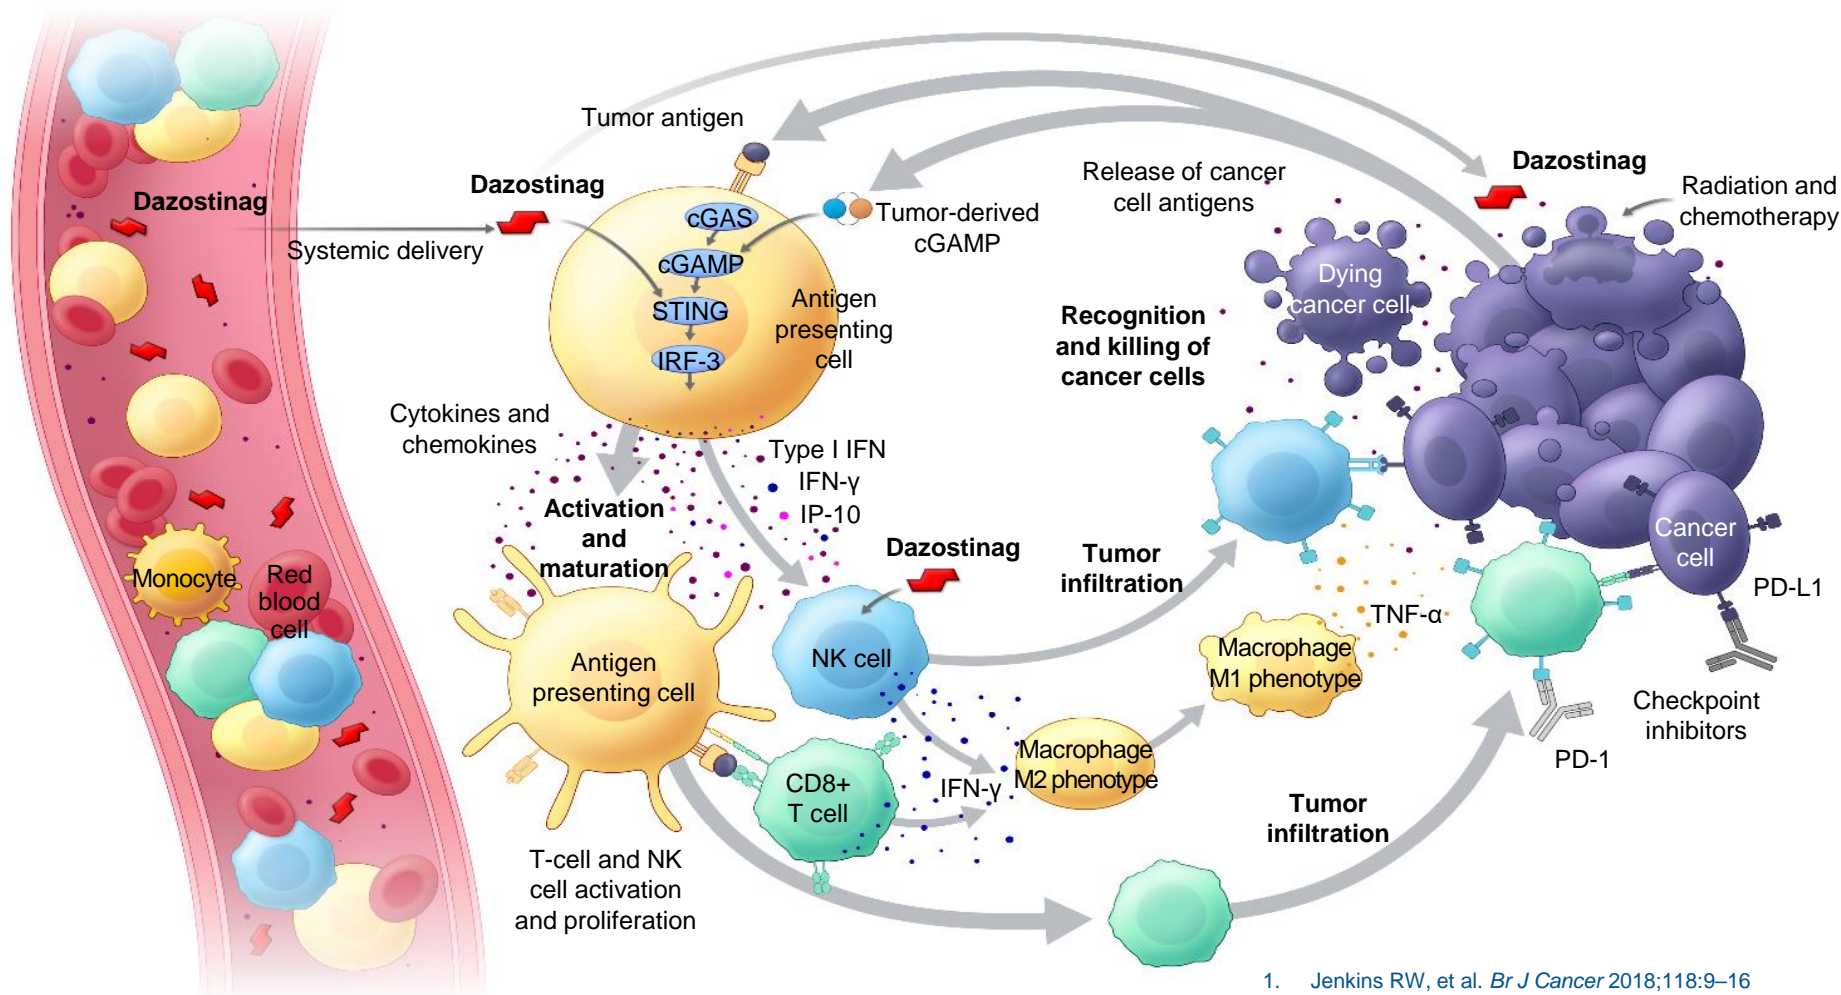 Tumor antigen
Dazostinag
Dazostinag
Systemic delivery
cGAS
cGAMP
STING
IRF-3
Tumor-derived
cGAMP
Antigen
presenting
cell
Release of cancer
cell antigens
Dazostinag
Radiation and
chemotherapy
Dying
cancer cell
Recognition
and killing of
cancer cells
Cytokines and
chemokines
Type I IFN
IFN-γ
IP-10
Activation
and
maturation
Dazostinag
Tumor
infiltration
Cancer
cell
PD-L1
Monocyte
Red
blood
cell
Antigen
presenting cell
NK cell
TNF-α
Macrophage
M1 phenotype
Macrophage
M2 phenotype
IFN-γ
CD8+
T cell
Checkpoint
inhibitors
PD-1
Tumor
infiltration
T-cell and NK
cell activation
and proliferation
1. Jenkins RW, et al. Br J Cancer 2018;118:9–16